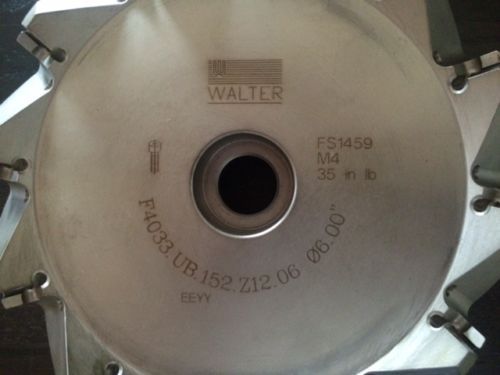 WALTER
FS1459
M4
35 in lb
F4033.UB.152.Z12.06 Ø6.00"
EEYY